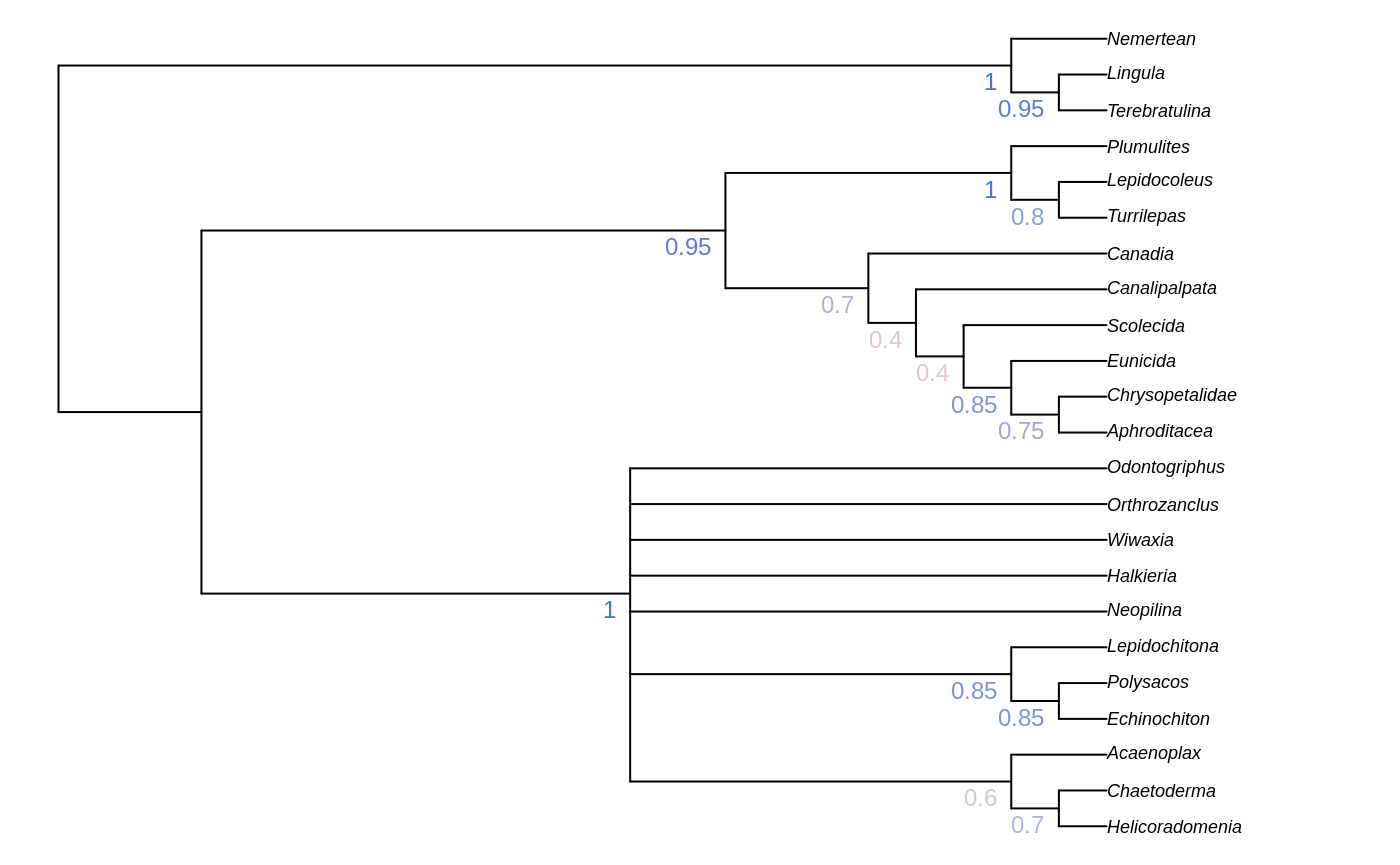 Nemertean
Lingula
1
0.95
Terebratulina
Plumulites
Lepidocoleus
1
0.8
Turrilepas
0.95
Canadia
Canalipalpata
0.7
Scolecida
0.4
Eunicida
0.4
Chrysopetalidae
0.85
0.75
Aphroditacea
Odontogriphus
Orthrozanclus
Wiwaxia
Halkieria
1
Neopilina
Lepidochitona
0.85
Polysacos
0.85
Echinochiton
Acaenoplax
0.6
Chaetoderma
0.7
Helicoradomenia